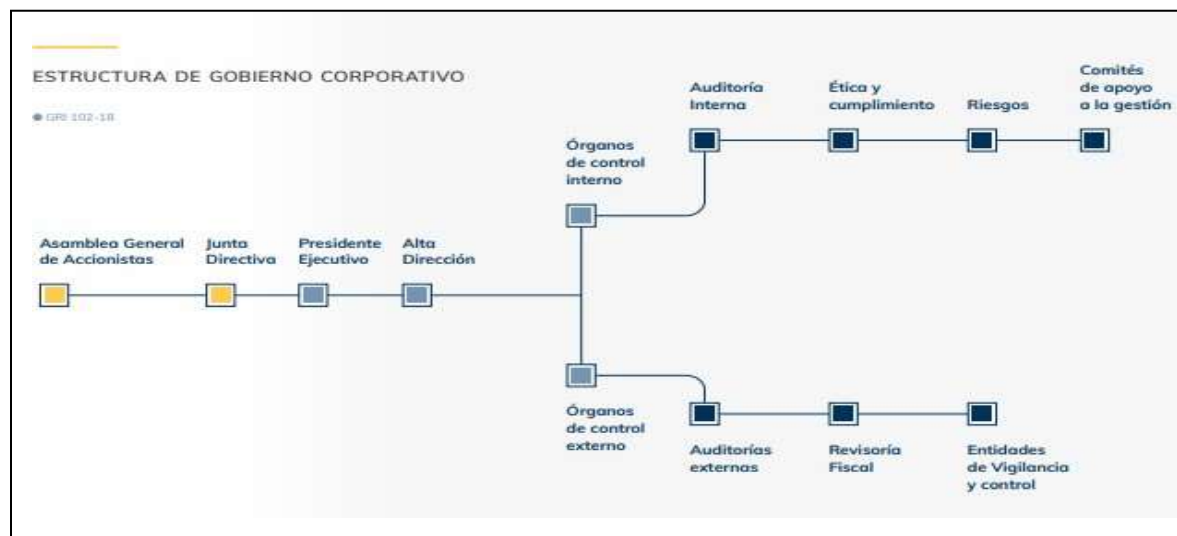 ESTRUCTURA DE GOBIERNO CORPORATIVO
GRI 102-18
Asamblea General
de Accionistas
Junta
Directiva
Presidente
Ejecutivo
Alta
Dirección
Órganos
de control
interno
Auditoría
Interna
Ética y
cumplimiento
Riesgos
Comités
de apoyo
a la gestión
Órganos
de control
externo
Auditorías
externas
Revisoría
Fiscal
Entidades
de Vigilancia
y control